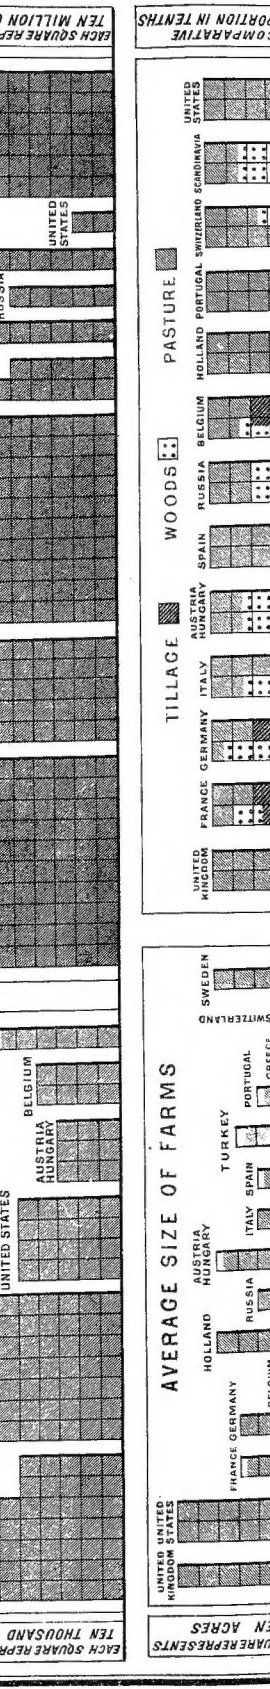 EACH SQUARE REP
TEN MILLION
UNITED
STATES
RUSSIA
BELGIUM
AUSTRIA
HUNGARY
UNITED STATES
EACH SQUARE REPR
TEN THOUSAND
COMPARATIVE
PORTION IN TENTHS
TILLAGE
WOODS
PASTURE
UNITED
KINGDOM
FRANCE
GERMANY
ITALY
AUSTRIA
HUNGARY
SPAIN
RUSSIA
BELGIUM
HOLLAND
PORTUGAL
SWITZERLAND
SCANDINAVIA
UNITED
STATES
AVERAGE SIZE OF FARMS
UNITED
KINGDOM
UNITED
STATES
FRANCE
GERMANY
BELGIUM
HOLLAND
RUSSIA
AUSTRIA
HUNGARY
ITALY
SPAIN
TURKEY
PORTUGAL
GREECE
SWITZERLAND
SWEDEN
QUARE REPRESENTS
EN ACRES